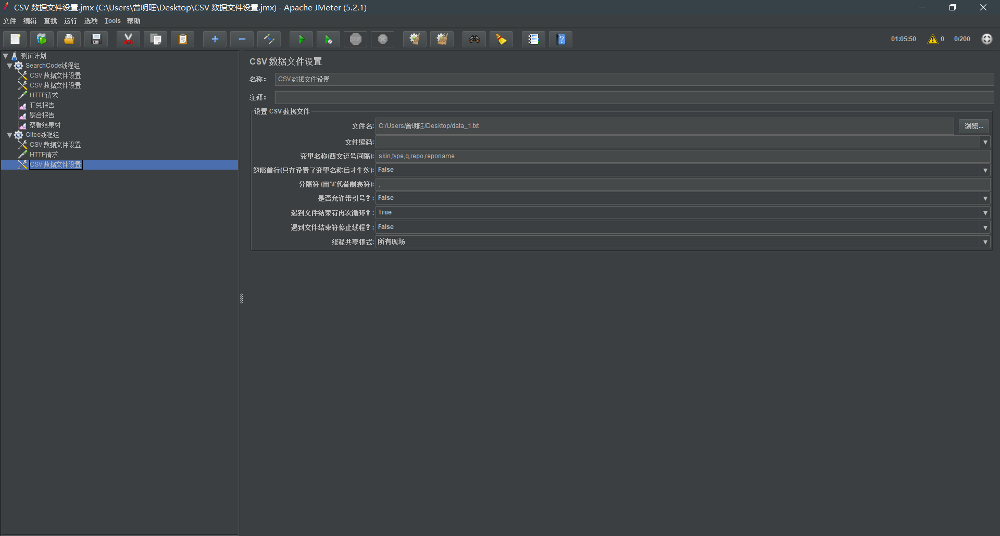 CSV 数据文件设置.jmx (C:\Users\曾明旺\Desktop\CSV 数据文件设置.jmx) - Apache JMeter (5.2.1)
文件 编辑 查找 运行 选项 Tools 帮助
STOP
01:05:50 0 0/200
测试计划
SearchCode线程组
CSV 数据文件设置
CSV 数据文件设置
HTTP请求
汇总报告
聚合报告
察看结果树
Gitee线程组
CSV 数据文件设置
HTTP请求
CSV 数据文件设置
CSV 数据文件设置
名称： CSV 数据文件设置
注释：
设置 CSV 数据文件
文件名: C:/Users/曾明旺/Desktop/data_1.txt 浏览...
文件编码:
变量名称(西文逗号间隔): skin,type,q,repo,reponame
忽略首行(只在设置了变量名称后才生效): False
分隔符 (用'\t'代替制表符): ,
是否允许带引号？: False
遇到文件结束符再次循环？: True
遇到文件结束符停止线程？: False
线程共享模式: 所有现场